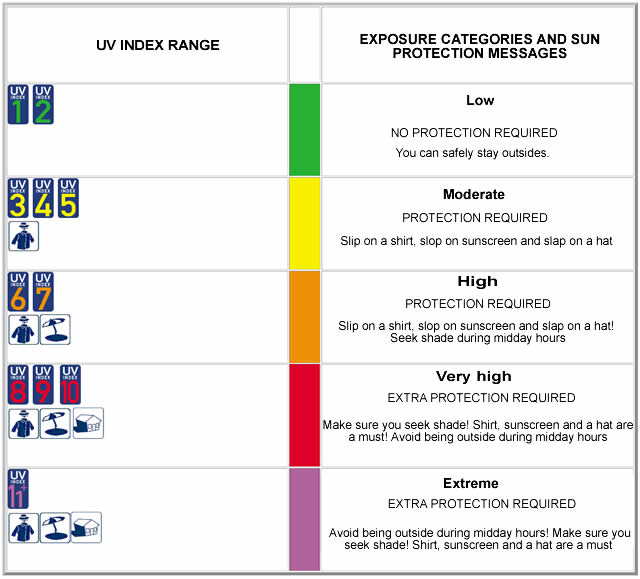 UV INDEX RANGE
EXPOSURE CATEGORIES AND SUN
PROTECTION MESSAGES
UV INDEX 1 UV INDEX 2
Low
NO PROTECTION REQUIRED
You can safely stay outsides.
UV INDEX 3 UV INDEX 4 UV INDEX 5
Moderate
PROTECTION REQUIRED
Slip on a shirt, slop on sunscreen and slap on a hat
UV INDEX 6 UV INDEX 7
High
PROTECTION REQUIRED
Slip on a shirt, slop on sunscreen and slap on a hat!
Seek shade during midday hours
UV INDEX 8 UV INDEX 9 UV INDEX 10
Very high
EXTRA PROTECTION REQUIRED
Make sure you seek shade! Shirt, sunscreen and a hat are
a must! Avoid being outside during midday hours
UV INDEX 11+
Extreme
EXTRA PROTECTION REQUIRED
Avoid being outside during midday hours! Make sure you
seek shade! Shirt, sunscreen and a hat are a must